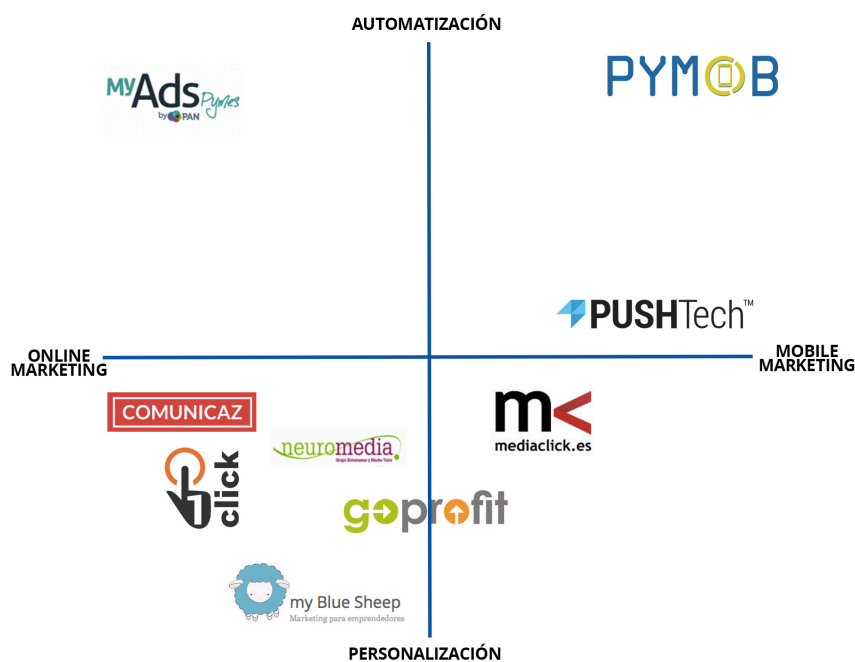 AUTOMATIZACIÓN
MyAds Pymes
by PAN
PYMOB
PUSHTech™
ONLINE
MARKETING
MOBILE
MARKETING
COMUNICAZ
1click
neuromedia
m<
mediaclick.es
goprofit
my Blue Sheep
Marketing para emprendedores
PERSONALIZACIÓN